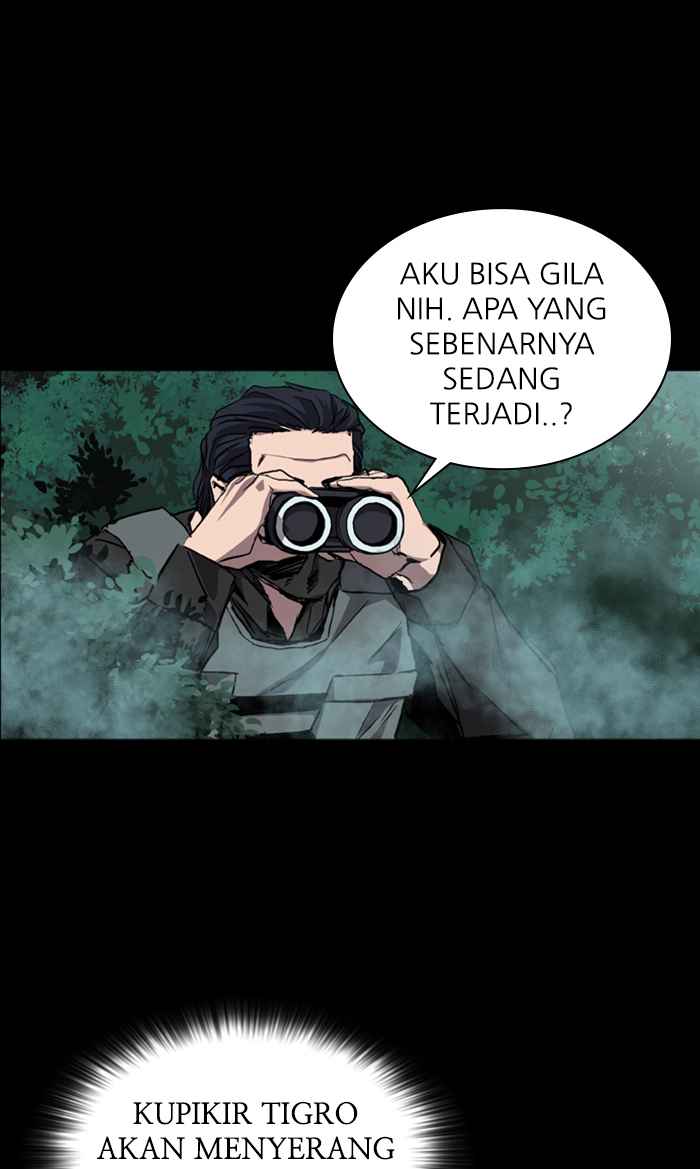 AKU BISA GILA
NIH. APA YANG
SEBENARNYA
SEDANG
TERJADI..?
KUPIKIR TIGRO
AKAN MENYERANG